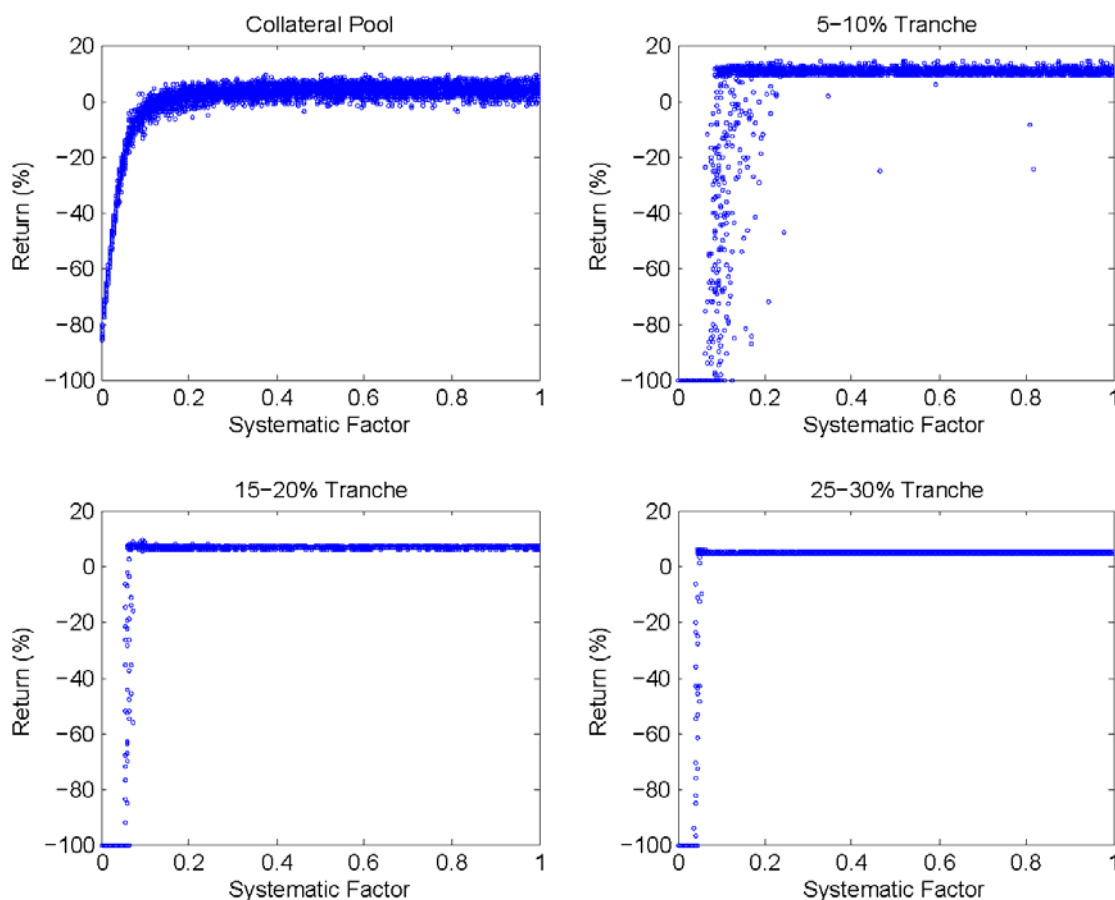 Collateral Pool
20
0
−20
−40
−60
−80
−100
Return (%)
0 0.2 0.4 0.6 0.8 1
Systematic Factor
5−10% Tranche
20
0
−20
−40
−60
−80
−100
Return (%)
0 0.2 0.4 0.6 0.8 1
Systematic Factor
15−20% Tranche
20
0
−20
−40
−60
−80
−100
Return (%)
0 0.2 0.4 0.6 0.8 1
Systematic Factor
25−30% Tranche
20
0
−20
−40
−60
−80
−100
Return (%)
0 0.2 0.4 0.6 0.8 1
Systematic Factor